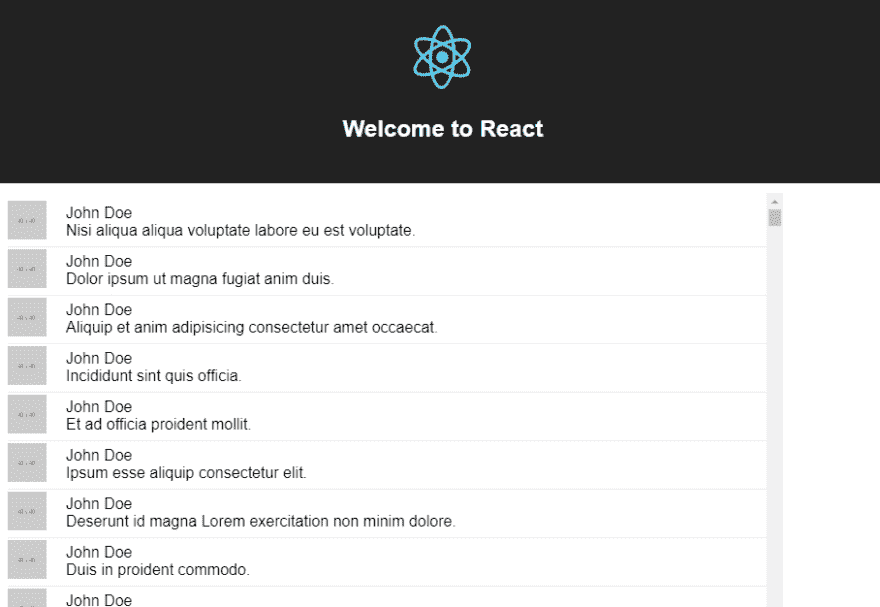 Welcome to React
John Doe
Nisi aliqua aliqua voluptate labore eu est voluptate.
John Doe
Dolor ipsum ut magna fugiat anim duis.
John Doe
Aliquip et anim adipisicing consectetur amet occaecat.
John Doe
Incididunt sint quis officia.
John Doe
Et ad officia proident mollit.
John Doe
Ipsum esse aliquip consectetur elit.
John Doe
Deserunt id magna Lorem exercitation non minim dolore.
John Doe
Duis in proident commodo.
John Doe